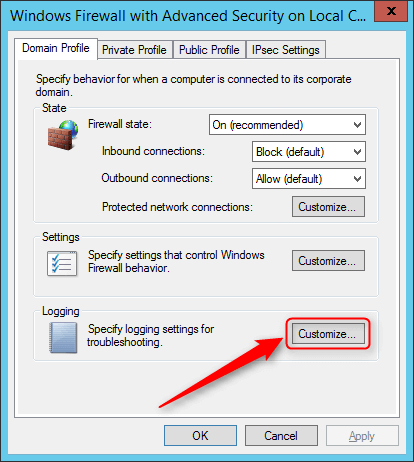 Windows Firewall with Advanced Security on Local C...
x
Domain Profile Private Profile Public Profile IPsec Settings
Specify behavior for when a computer is connected to its corporate
domain.
State
Firewall state: On (recommended)
Inbound connections: Block (default)
Outbound connections: Allow (default)
Protected network connections: Customize...
Settings
Specify settings that control Windows
Firewall behavior.
Customize...
Logging
Specify logging settings for
troubleshooting.
Customize...
OK Cancel Apply